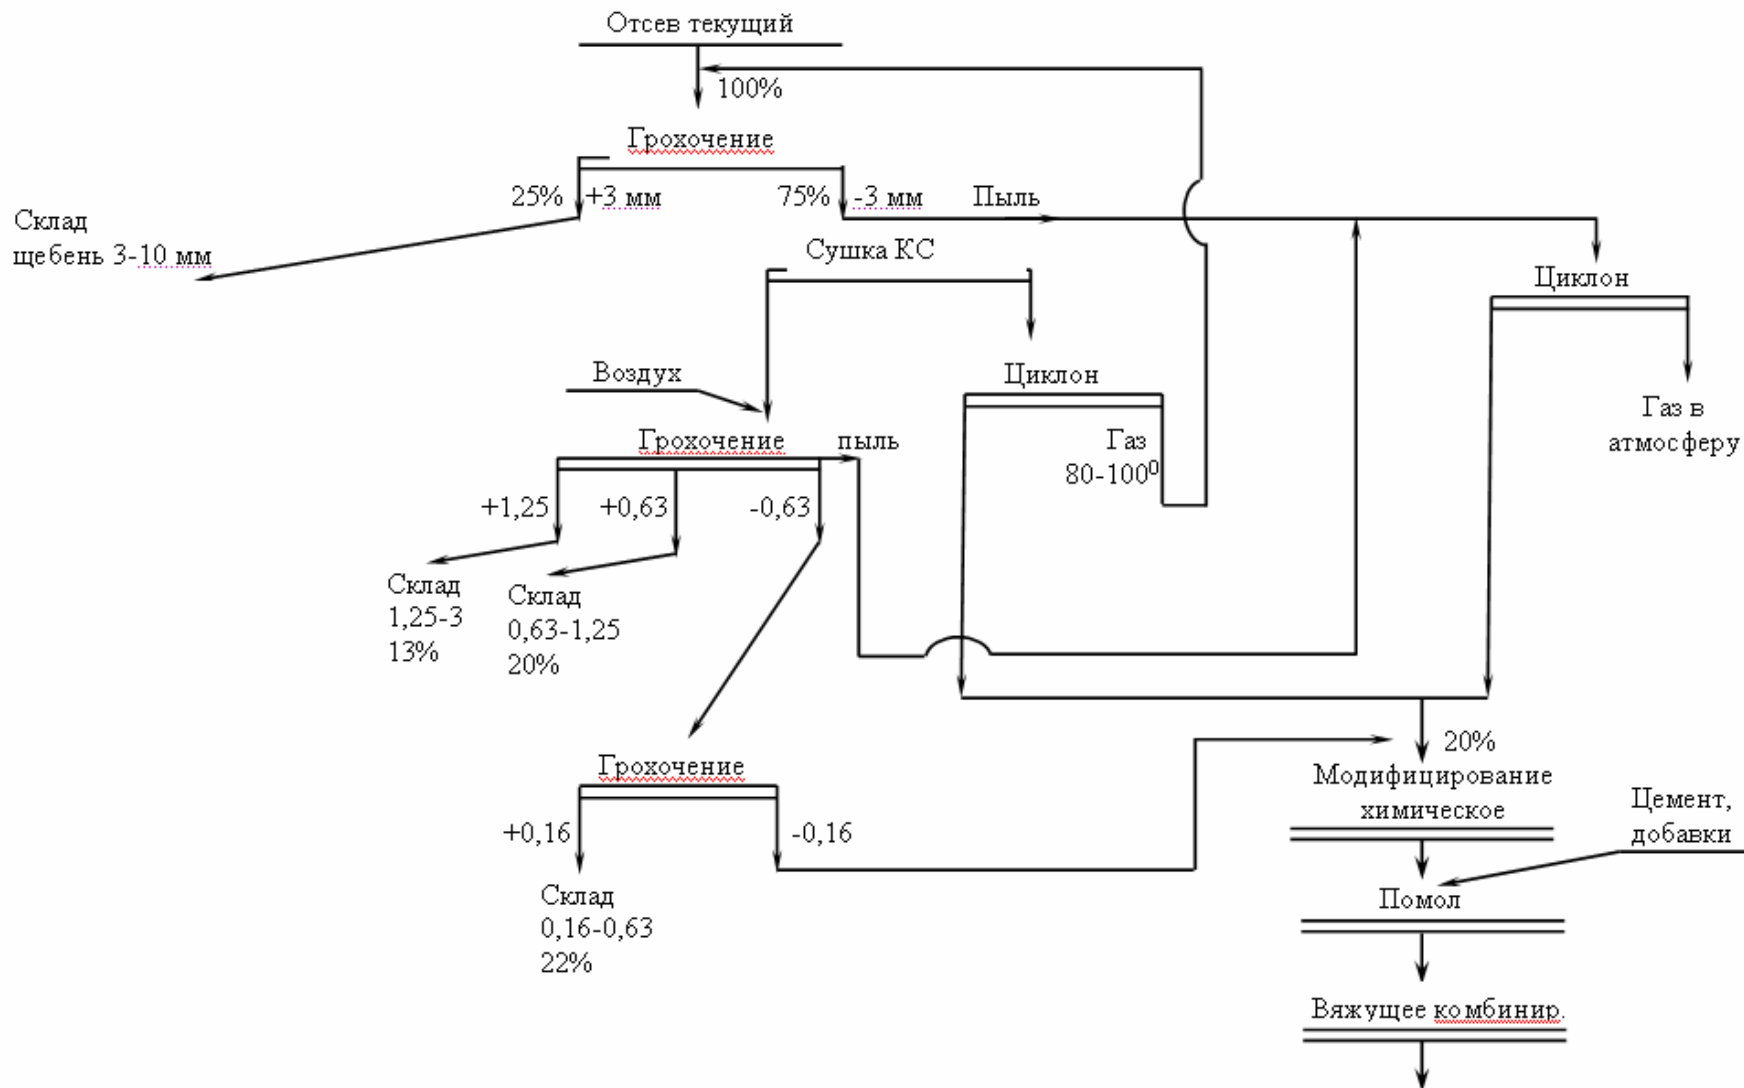 Отсев текущий
100%
Грохочение
25% +3 мм
75% -3 мм
Пыль
Склад
щебень 3-10 мм
Сушка КС
Циклон
Воздух
Циклон
Газ в
атмосферу
Грохочение
пыль
Газ
80-100⁰
+1,25
+0,63
-0,63
Склад
1,25-3
13%
Склад
0,63-1,25
20%
20%
Грохочение
Модифицирование
химическое
Цемент,
добавки
+0,16
-0,16
Склад
0,16-0,63
22%
Помол
Вяжущее комбинир.